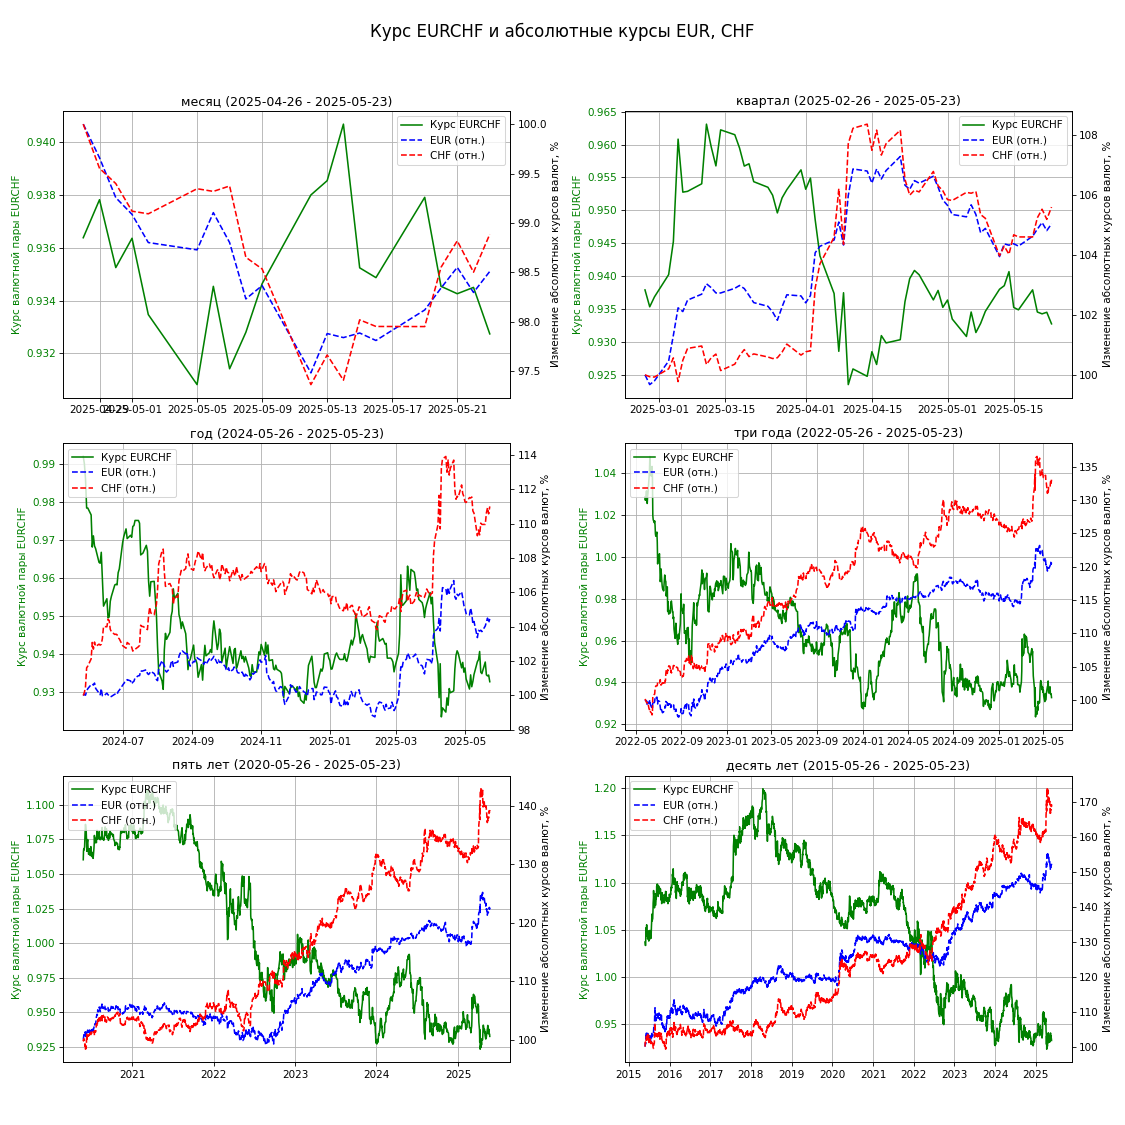 Курс EURCHF и абсолютные курсы EUR, CHF
месяц (2025-04-26 - 2025-05-23)
Курс валютной пары EURCHF
0.940
0.938
0.936
0.934
0.932
Курс EURCHF
EUR (отн.)
CHF (отн.)
100.0
99.5
99.0
98.5
98.0
97.5
Изменение абсолютных курсов валют, %
2025-04-29 2025-05-01 2025-05-05 2025-05-09 2025-05-13 2025-05-17 2025-05-21
квартал (2025-02-26 - 2025-05-23)
Курс валютной пары EURCHF
0.965
0.960
0.955
0.950
0.945
0.940
0.935
0.930
0.925
Курс EURCHF
EUR (отн.)
CHF (отн.)
108
106
104
102
100
Изменение абсолютных курсов валют, %
2025-03-01 2025-03-15 2025-04-01 2025-04-15 2025-05-01 2025-05-15
год (2024-05-26 - 2025-05-23)
Курс валютной пары EURCHF
0.99
0.98
0.97
0.96
0.95
0.94
0.93
Курс EURCHF
EUR (отн.)
CHF (отн.)
114
112
110
108
106
104
102
100
98
Изменение абсолютных курсов валют, %
2024-07 2024-09 2024-11 2025-01 2025-03 2025-05
три года (2022-05-26 - 2025-05-23)
Курс валютной пары EURCHF
1.04
1.02
1.00
0.98
0.96
0.94
0.92
Курс EURCHF
EUR (отн.)
CHF (отн.)
135
130
125
120
115
110
105
100
Изменение абсолютных курсов валют, %
2022-05 2022-09 2023-01 2023-05 2023-09 2024-01 2024-05 2024-09 2025-01 2025-05
пять лет (2020-05-26 - 2025-05-23)
Курс валютной пары EURCHF
1.100
1.075
1.050
1.025
1.000
0.975
0.950
0.925
Курс EURCHF
EUR (отн.)
CHF (отн.)
140
130
120
110
100
Изменение абсолютных курсов валют, %
2021 2022 2023 2024 2025
десять лет (2015-05-26 - 2025-05-23)
Курс валютной пары EURCHF
1.20
1.15
1.10
1.05
1.00
0.95
Курс EURCHF
EUR (отн.)
CHF (отн.)
170
160
150
140
130
120
110
100
Изменение абсолютных курсов валют, %
2015 2016 2017 2018 2019 2020 2021 2022 2023 2024 2025